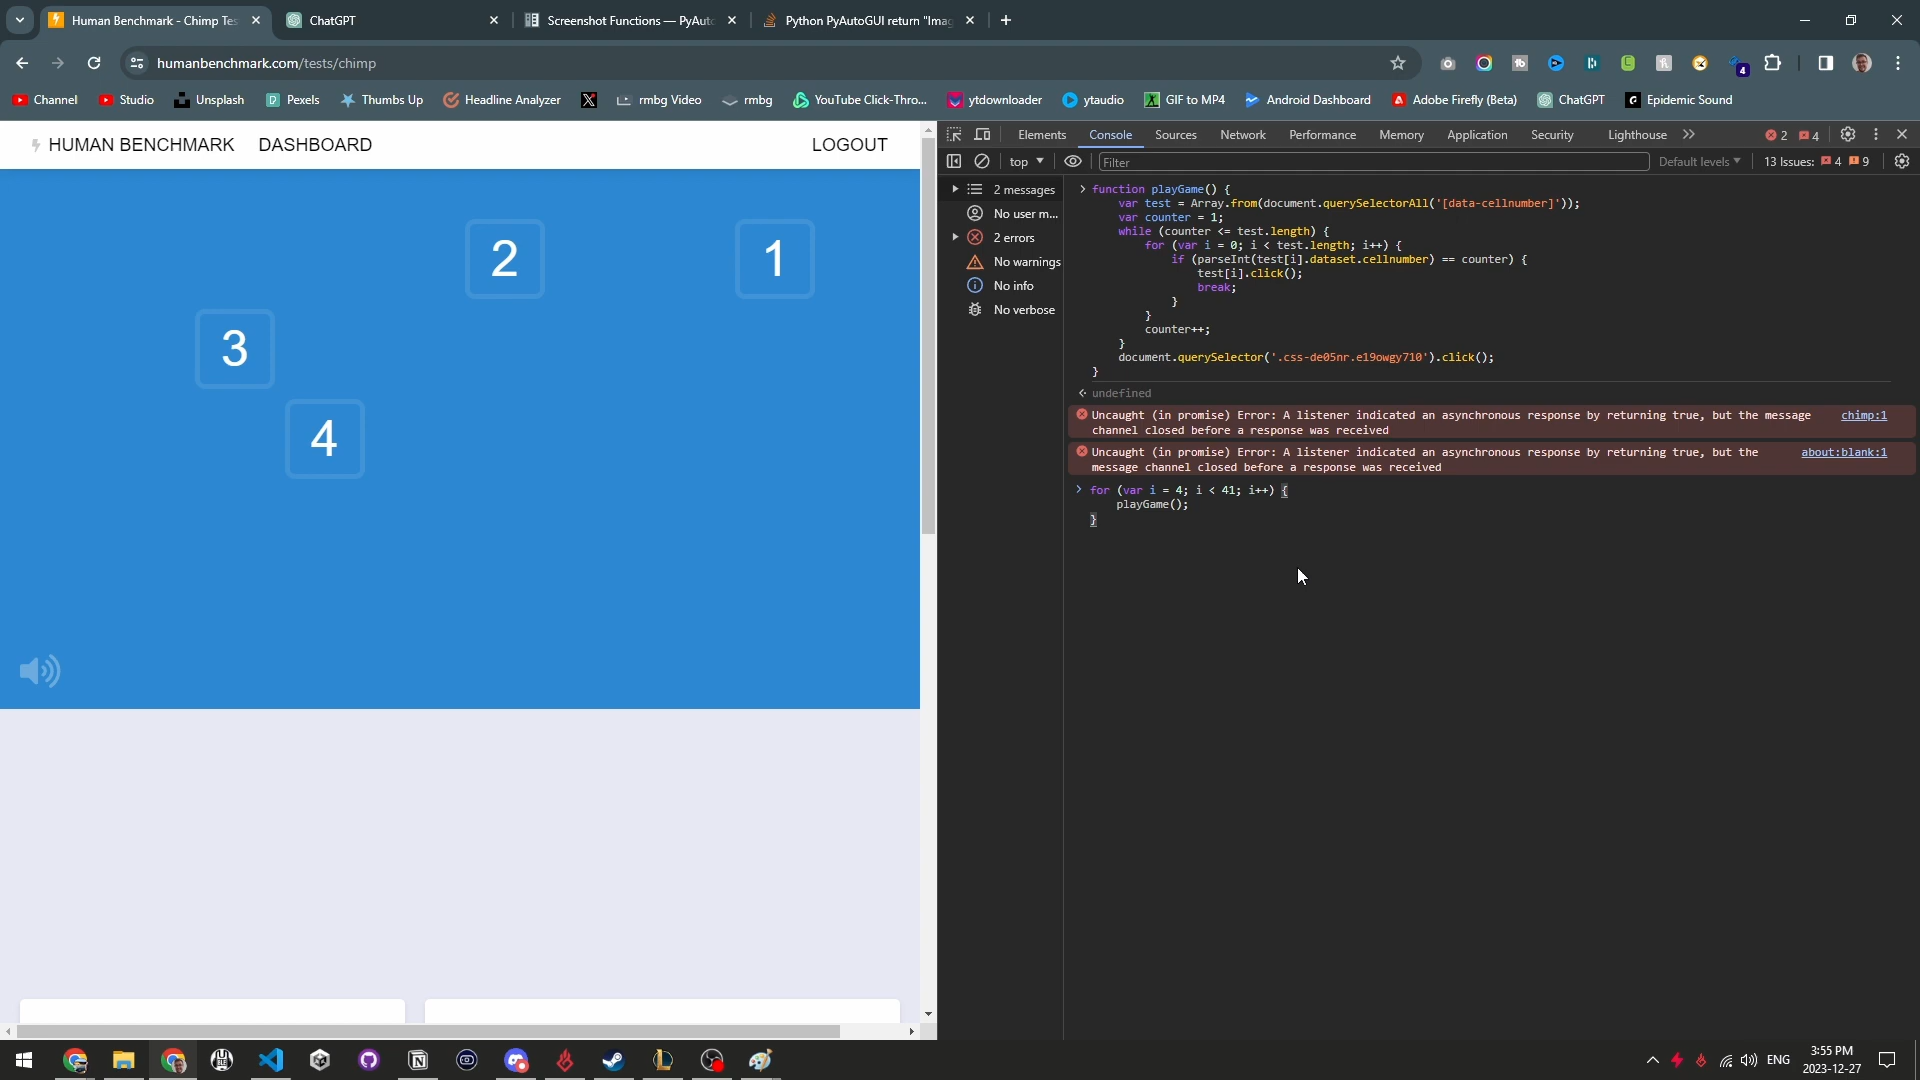 Human Benchmark - Chimp Tes
ChatGPT
Screenshot Functions — PyAuto
Python PyAutoGUI return "Imag
humanbenchmark.com/tests/chimp
4
Channel
Studio
Unsplash
Pexels
Thumbs Up
Headline Analyzer
rmbg Video
rmbg
YouTube Click-Thro...
ytdownloader
ytaudio
GIF to MP4
Android Dashboard
Adobe Firefly (Beta)
ChatGPT
Epidemic Sound
HUMAN BENCHMARK
DASHBOARD
LOGOUT
2
1
3
4
Elements
Console
Sources
Network
Performance
Memory
Application
Security
Lighthouse
2
4
top
Filter
Default levels
13 Issues:
4
9
2 messages
No user m...
2 errors
No warnings
No info
No verbose
function playGame() {
var test = Array.from(document.querySelectorAll('[data-cellnumber]'));
var counter = 1;
while (counter <= test.length) {
for (var i = 0; i < test.length; i++) {
if (parseInt(test[i].dataset.cellnumber) == counter) {
test[i].click();
break;
}
}
counter++;
}
document.querySelector('.css-de05nr.e19owgy710').click();
}
undefined
Uncaught (in promise) Error: A listener indicated an asynchronous response by returning true, but the message
channel closed before a response was received
chimp:1
Uncaught (in promise) Error: A listener indicated an asynchronous response by returning true, but the
message channel closed before a response was received
about:blank:1
for (var i = 4; i < 41; i++) {
playGame();
}
ENG
3:55 PM
2023-12-27